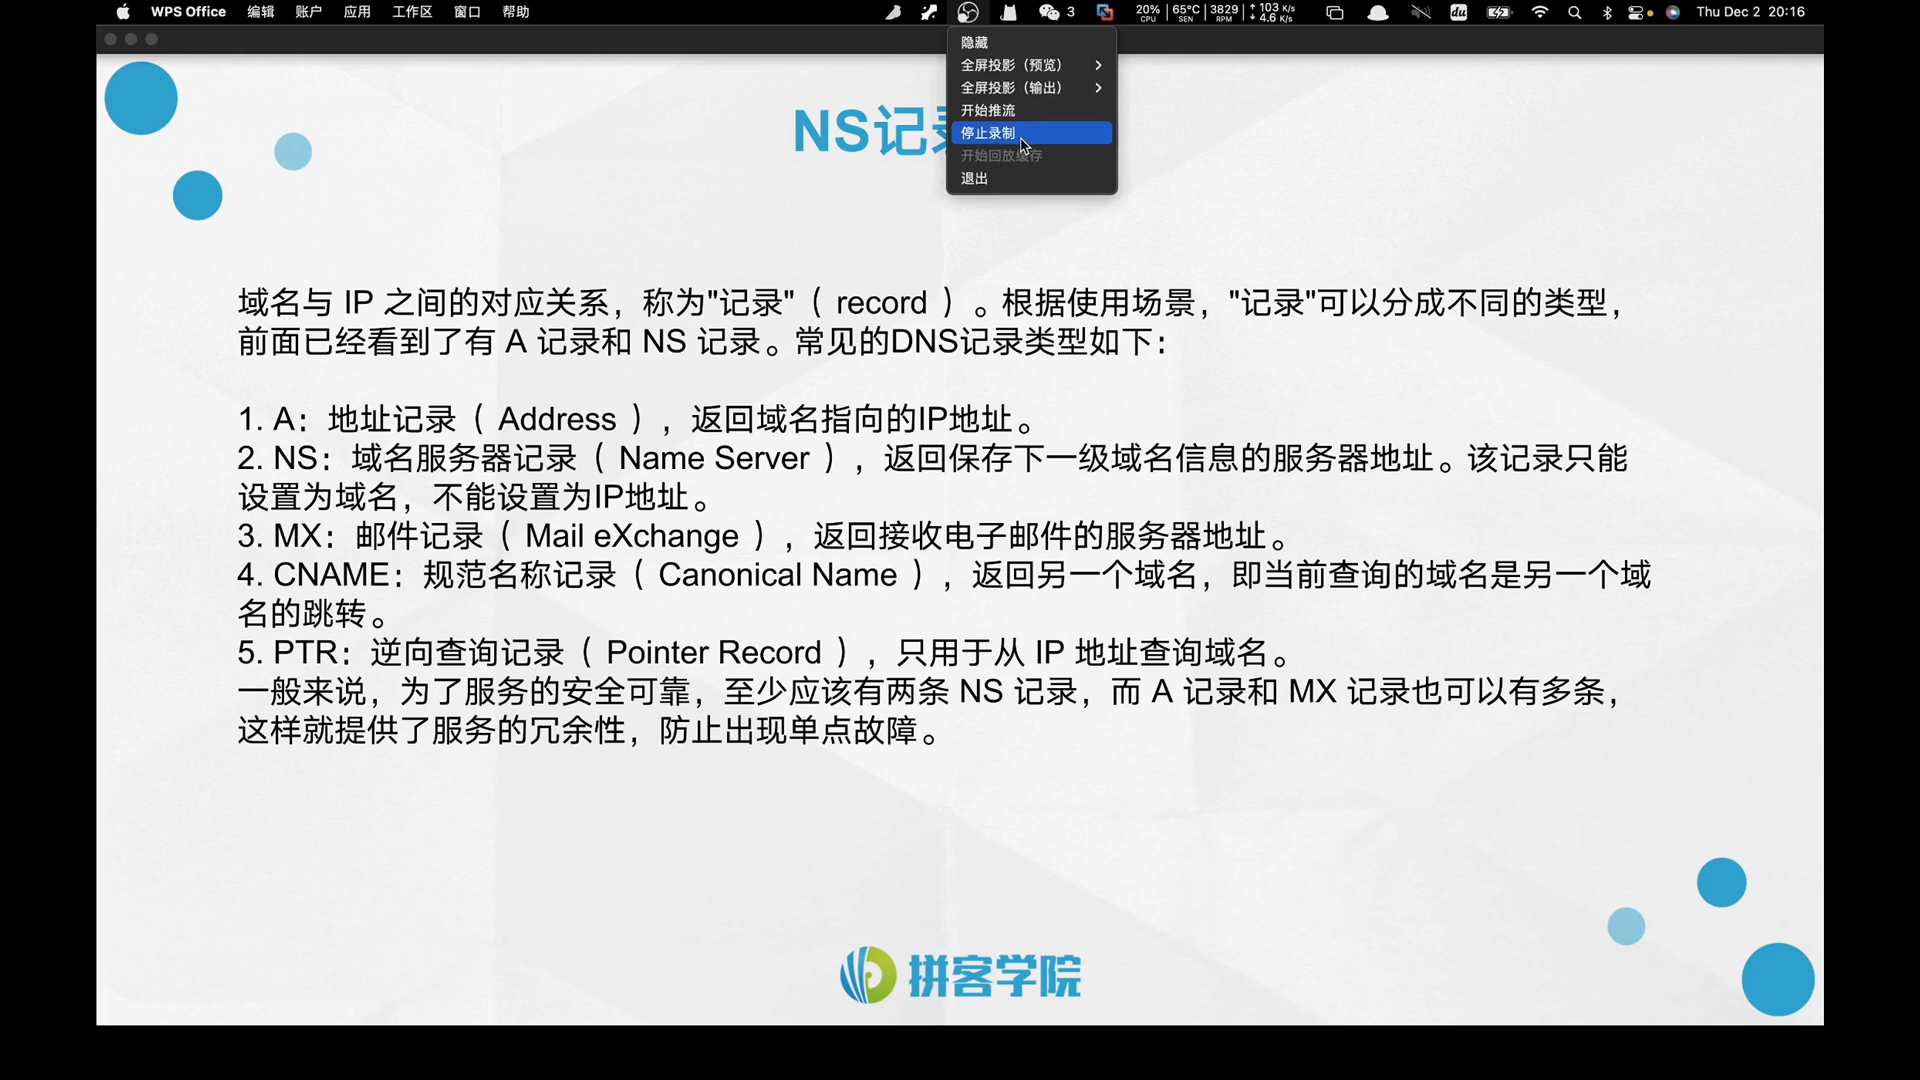 WPS Office 编辑 账户 应用 工作区 窗口 帮助 3 20% CPU 65°C SEN 3829 RPM ↑ 103 K/s ↓ 4.6 K/s du Thu Dec 2 20:16
隐藏
全屏投影（预览）
全屏投影（输出）
开始推流
停止录制
开始回放缓存
退出
NS记
域名与 IP 之间的对应关系，称为"记录"（ record ）。根据使用场景，"记录"可以分成不同的类型，
前面已经看到了有 A 记录和 NS 记录。常见的DNS记录类型如下：
1. A：地址记录（ Address ），返回域名指向的IP地址。
2. NS：域名服务器记录（ Name Server ），返回保存下一级域名信息的服务器地址。该记录只能
设置为域名，不能设置为IP地址。
3. MX：邮件记录（ Mail eXchange ），返回接收电子邮件的服务器地址。
4. CNAME：规范名称记录（ Canonical Name ），返回另一个域名，即当前查询的域名是另一个域
名的跳转。
5. PTR：逆向查询记录（ Pointer Record ），只用于从 IP 地址查询域名。
一般来说，为了服务的安全可靠，至少应该有两条 NS 记录，而 A 记录和 MX 记录也可以有多条，
这样就提供了服务的冗余性，防止出现单点故障。
拼客学院